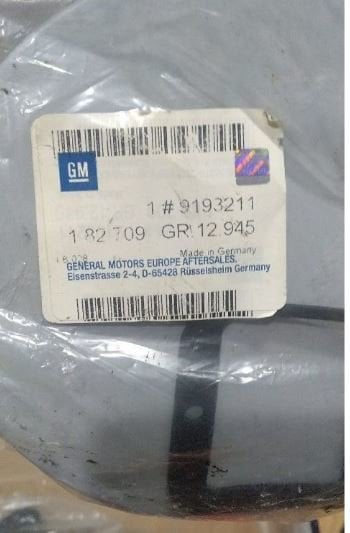 GM
1 # 9193211
1 82 709 GR. 12.945
Made in Germany
GENERAL MOTORS EUROPE AFTERSALES.
Eisenstrasse 2-4, D-65428 Rüsselsheim Germany